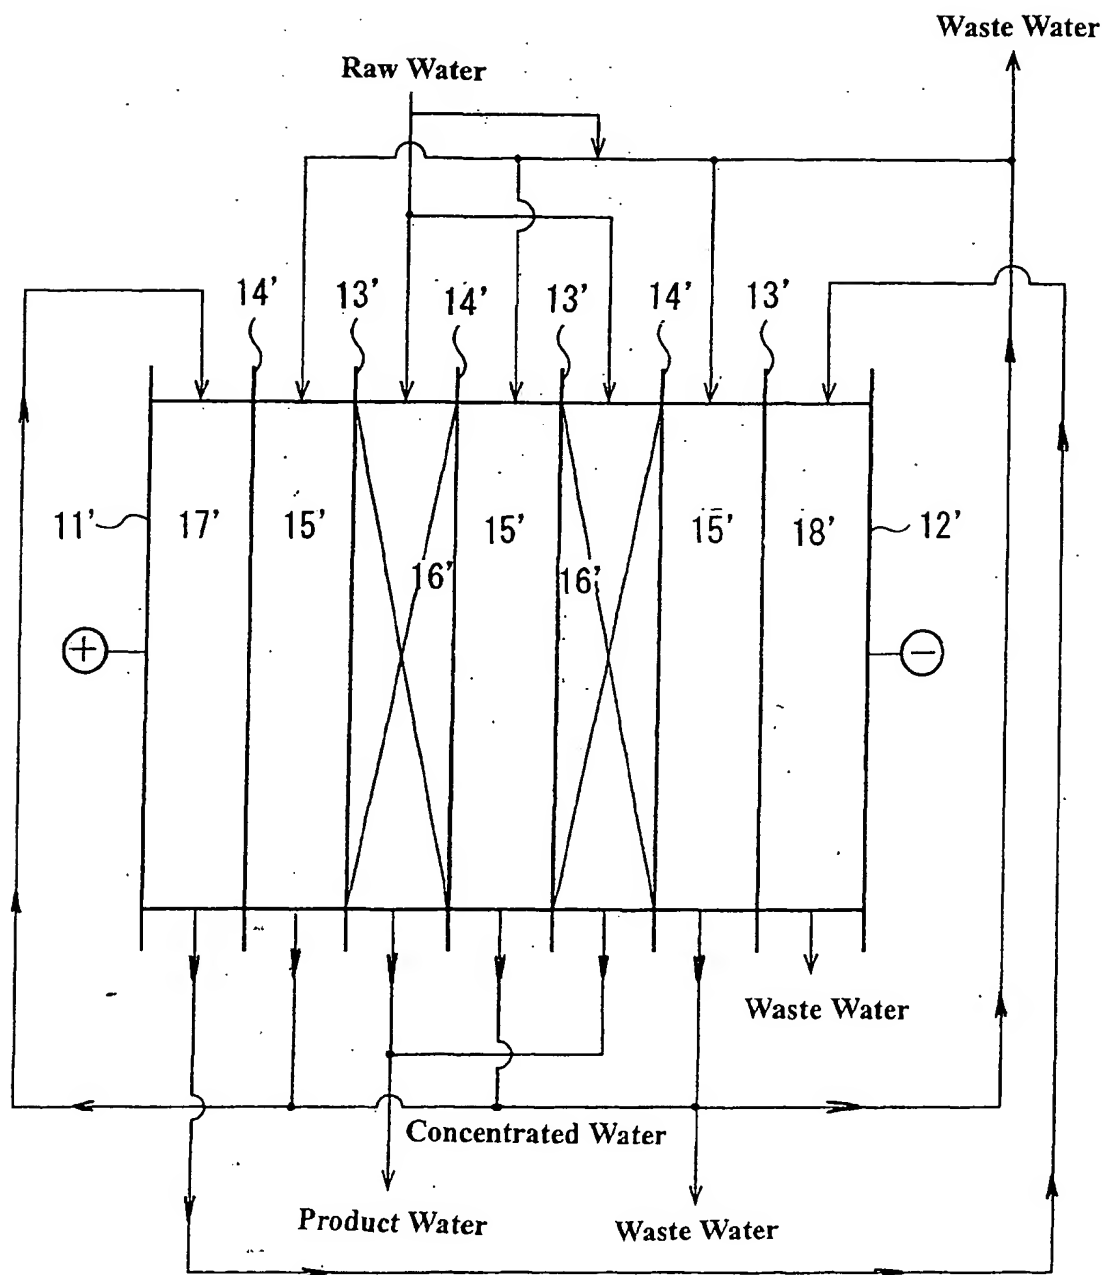 Waste Water
Raw Water
14' 13' 14' 13' 14' 13'
11' 17' 15' 15' 15' 18' 12'
16' 16'
+ −
Waste Water
Concentrated Water
Product Water Waste Water